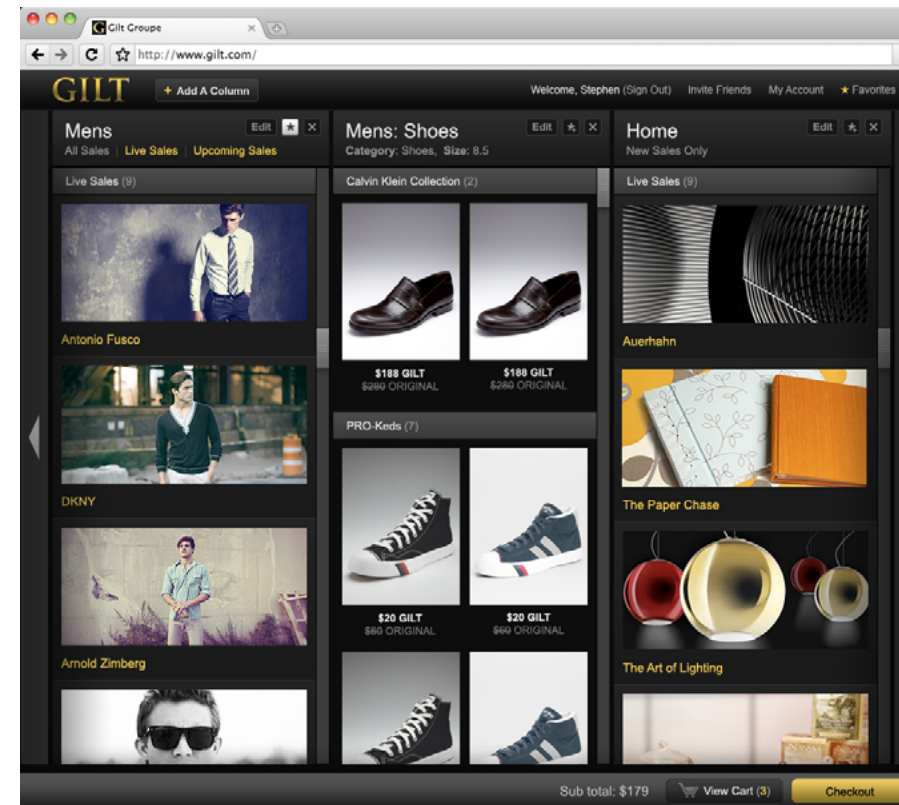 Gilt Groupe
http://www.gilt.com/
GILT
+ Add A Column
Welcome, Stephen (Sign Out) Invite Friends My Account ★ Favorites
Mens
Edit
All Sales | Live Sales | Upcoming Sales
Live Sales (9)
Antonio Fusco
DKNY
Arnold Zimberg
Mens: Shoes
Edit
Category: Shoes, Size: 8.5
Calvin Klein Collection (2)
$188 GILT
$280 ORIGINAL
$188 GILT
$280 ORIGINAL
PRO-Keds (7)
$20 GILT
$60 ORIGINAL
$20 GILT
$60 ORIGINAL
Home
Edit
New Sales Only
Live Sales (9)
Auerhahn
The Paper Chase
The Art of Lighting
Sub total: $179
View Cart (3)
Checkout